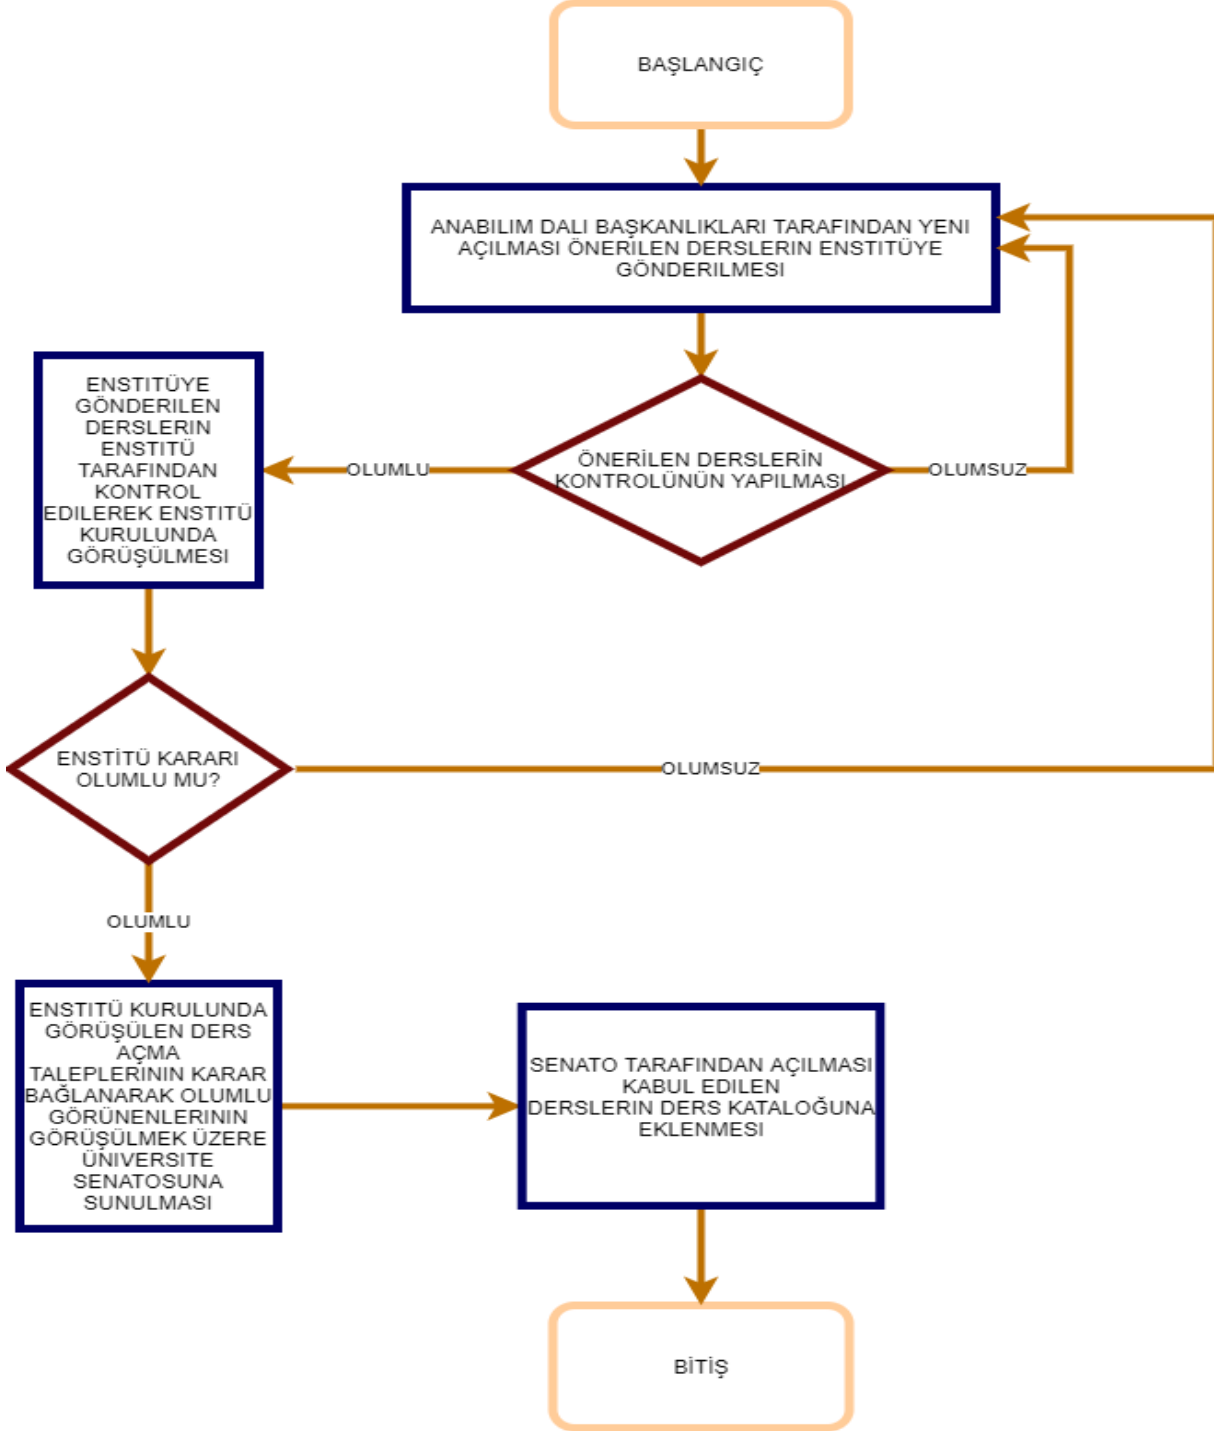 BAŞLANGIÇ
ANABILIM DALI BAŞKANLIKLARI TARAFINDAN YENI
AÇILMASI ÖNERILEN DERSLERIN ENSTITÜYE
GÖNDERILMESI
ÖNERILEN DERSLERIN
KONTROLÜNÜN YAPILMASI
OLUMLU
OLUMSUZ
ENSTITÜYE
GÖNDERILEN
DERSLERIN
ENSTITÜ
TARAFINDAN
KONTROL
EDILEREK ENSTITÜ
KURULUNDA
GÖRÜŞÜLMESI
ENSTİTÜ KARARI
OLUMLU MU?
OLUMSUZ
OLUMLU
ENSTITÜ KURULUNDA
GÖRÜŞÜLEN DERS
AÇMA
TALEPLERININ KARAR
BAĞLANARAK OLUMLU
GÖRÜNENLERININ
GÖRÜŞÜLMEK ÜZERE
ÜNIVERSITE
SENATOSUNA
SUNULMASI
SENATO TARAFINDAN AÇILMASI
KABUL EDILEN
DERSLERIN DERS KATALOĞUNA
EKLENMESI
BİTİŞ